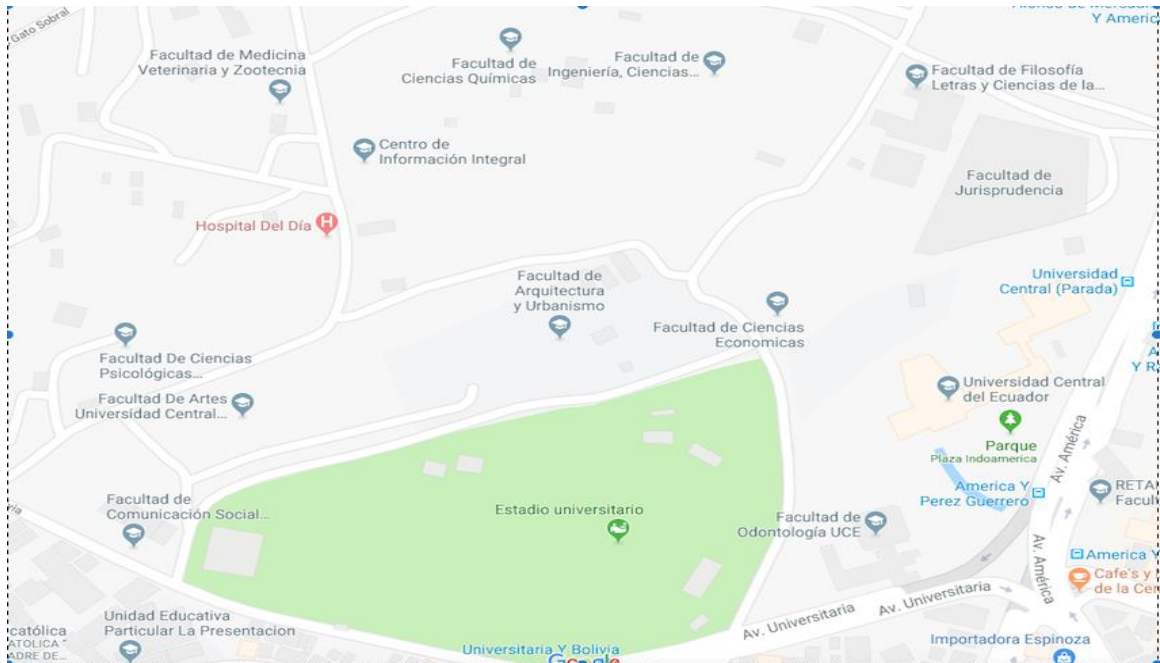 Gato Sobral
Y Americ
Facultad de Medicina
Veterinaria y Zootecnia
Facultad de
Ciencias Químicas
Facultad de
Ingeniería, Ciencias...
Facultad de Filosofía
Letras y Ciencias de la...
Centro de
Información Integral
Facultad de
Jurisprudencia
Hospital Del Día
H
Facultad de
Arquitectura
y Urbanismo
Universidad
Central (Parada)
Facultad de Ciencias
Economicas
A
Y R
Facultad De Ciencias
Psicológicas...
Facultad De Artes
Universidad Central...
Universidad Central
del Ecuador
Parque
Plaza Indoamerica
Av. América
America Y
Perez Guerrero
RETA
Facul
Facultad de
Comunicación Social...
Estadio universitario
Facultad de
Odontología UCE
Av. América
America Y
Cafe's y
de la Cen
Unidad Educativa
Particular La Presentacion
católica
ATOLICA "
ADRE DE...
Av. Universitaria
Av. Universitaria
Universitaria Y Bolivia
Google
Importadora Espinoza